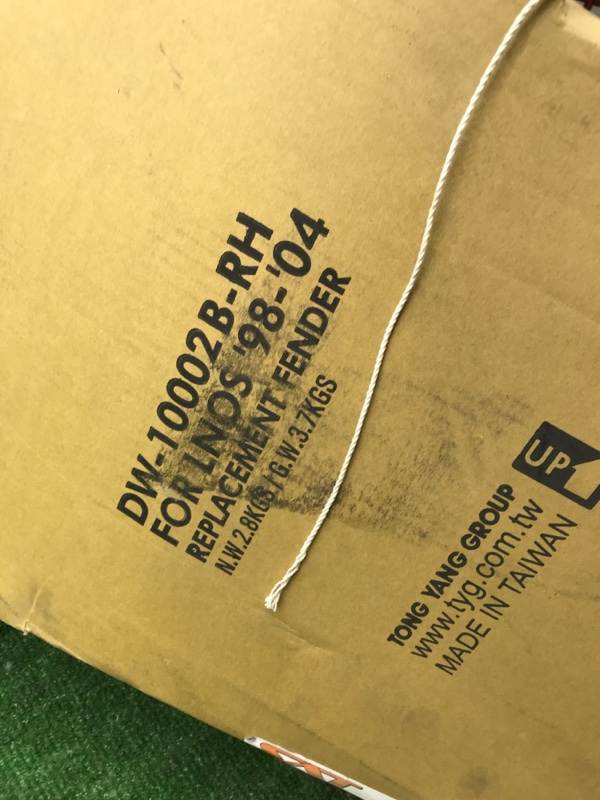 DW-10002B-RH
FOR LNOS '98-'04
REPLACEMENT FENDER
N.W.2.8KGS/G.W.3.7KGS
UP
TONG YANG GROUP
www.tyg.com.tw
MADE IN TAIWAN